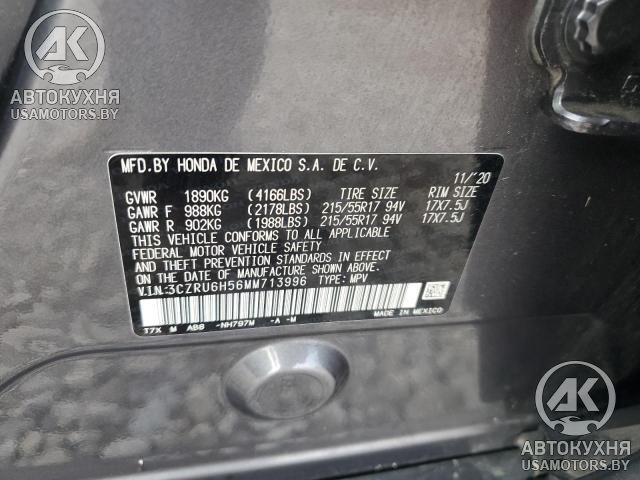 AK
АВТОКУХНЯ
USAMOTORS.BY
MFD.BY HONDA DE MEXICO S.A. DE C.V.
11/'20
GVWR 1890KG (4166LBS) TIRE SIZE RIM SIZE
GAWR F 988KG (2178LBS) 215/55R17 94V 17X7.5J
GAWR R 902KG (1988LBS) 215/55R17 94V 17X7.5J
THIS VEHICLE CONFORMS TO ALL APPLICABLE
FEDERAL MOTOR VEHICLE SAFETY
THEFT PREVENTION STANDARDS IN EFFECT
ON THE DATE OF MANUFACTURE SHOWN ABOVE.
V.I.N.:3CZRU6H56MM713996 TYPE: MPV
T7X M ABS -NH797M -A -M
MADE IN MEXICO
AK
АВТОКУХНЯ
USAMOTORS.BY